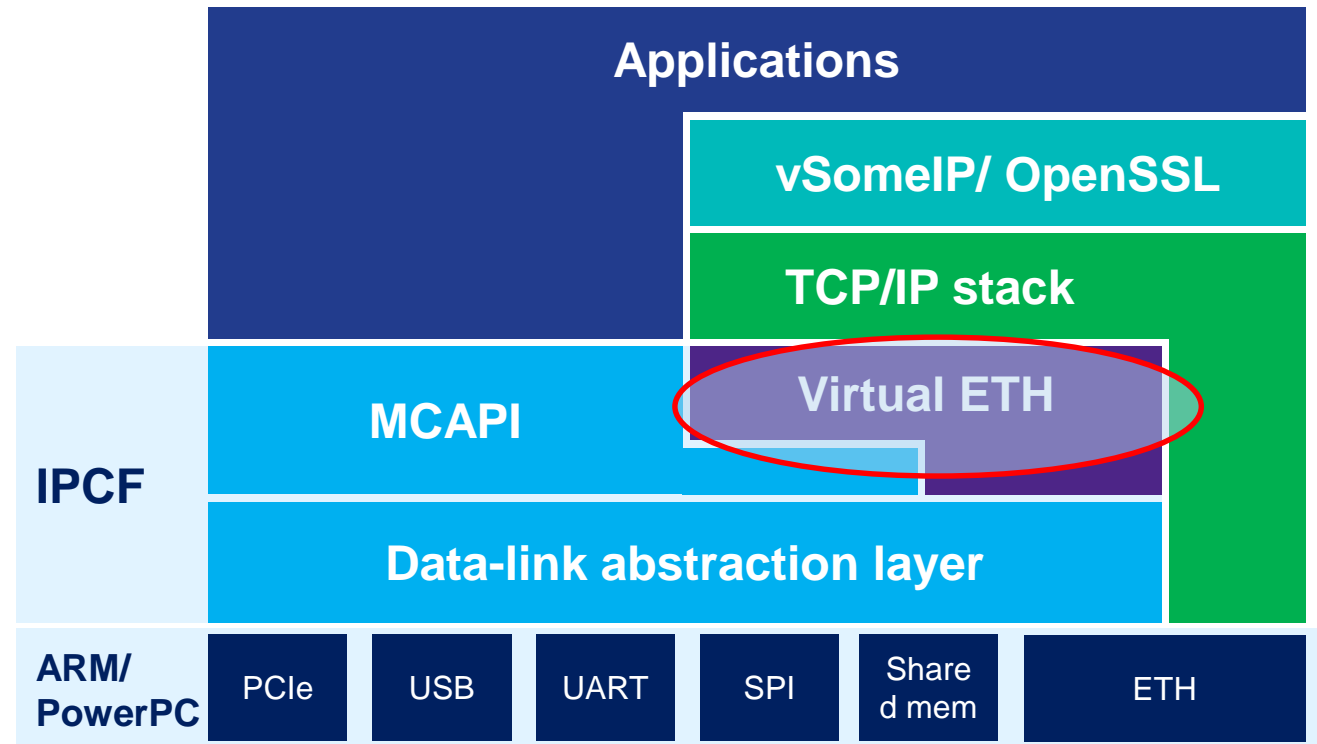 Applications
vSomeIP/ OpenSSL
TCP/IP stack
Virtual ETH
MCAPI
IPCF
Data-link abstraction layer
ARM/
PowerPC
PCIe
USB
UART
SPI
Share
d mem
ETH